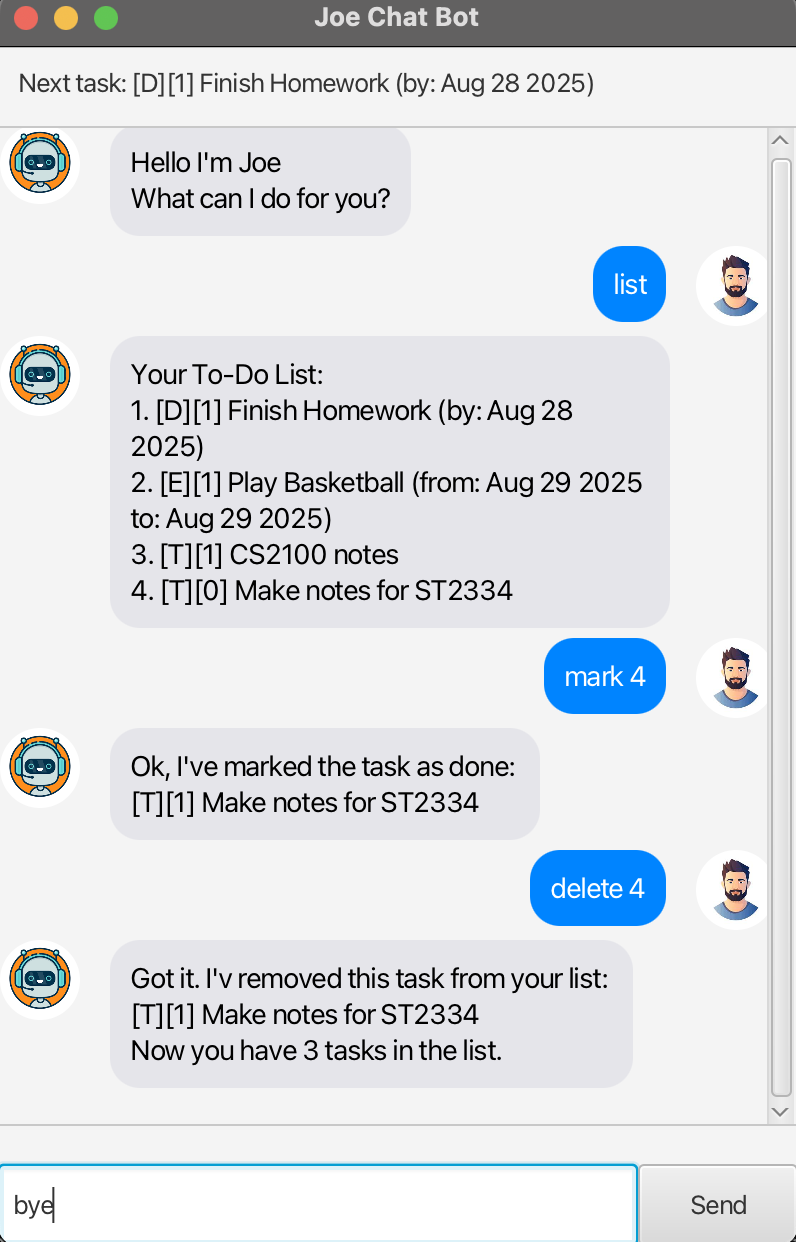 Joe Chat Bot
Next task: [D][1] Finish Homework (by: Aug 28 2025)
Hello I'm Joe
What can I do for you?
list
Your To-Do List:
1. [D][1] Finish Homework (by: Aug 28
2025)
2. [E][1] Play Basketball (from: Aug 29 2025
to: Aug 29 2025)
3. [T][1] CS2100 notes
4. [T][0] Make notes for ST2334
mark 4
Ok, I've marked the task as done:
[T][1] Make notes for ST2334
delete 4
Got it. I'v removed this task from your list:
[T][1] Make notes for ST2334
Now you have 3 tasks in the list.
bye
Send